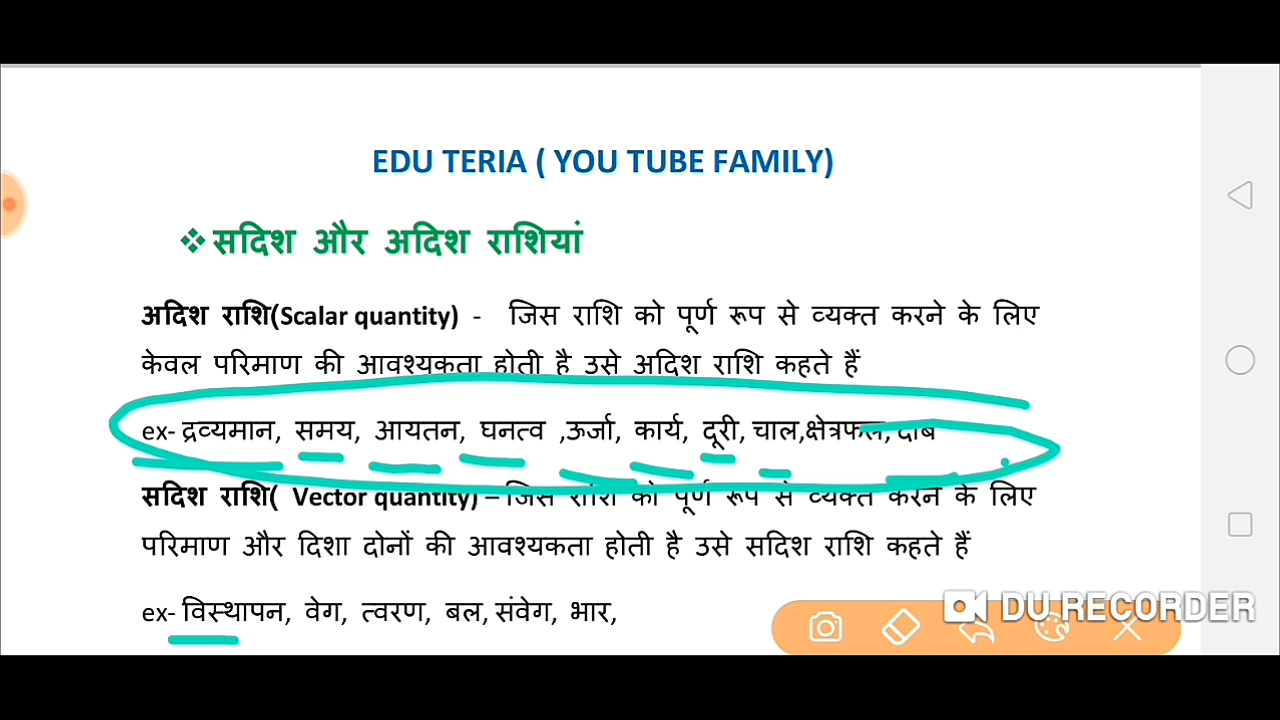 EDU TERIA ( YOU TUBE FAMILY)
❖ सदिश और अदिश राशियां
अदिश राशि(Scalar quantity) - जिस राशि को पूर्ण रूप से व्यक्त करने के लिए
केवल परिमाण की आवश्यकता होती है उसे अदिश राशि कहते हैं
ex- द्रव्यमान, समय, आयतन, घनत्व ,ऊर्जा, कार्य, दूरी, चाल,क्षेत्रफल, दाब
सदिश राशि( Vector quantity) – जिस राशि को पूर्ण रूप से व्यक्त करने के लिए
परिमाण और दिशा दोनों की आवश्यकता होती है उसे सदिश राशि कहते हैं
ex- विस्थापन, वेग, त्वरण, बल, संवेग, भार,
DU RECORDER